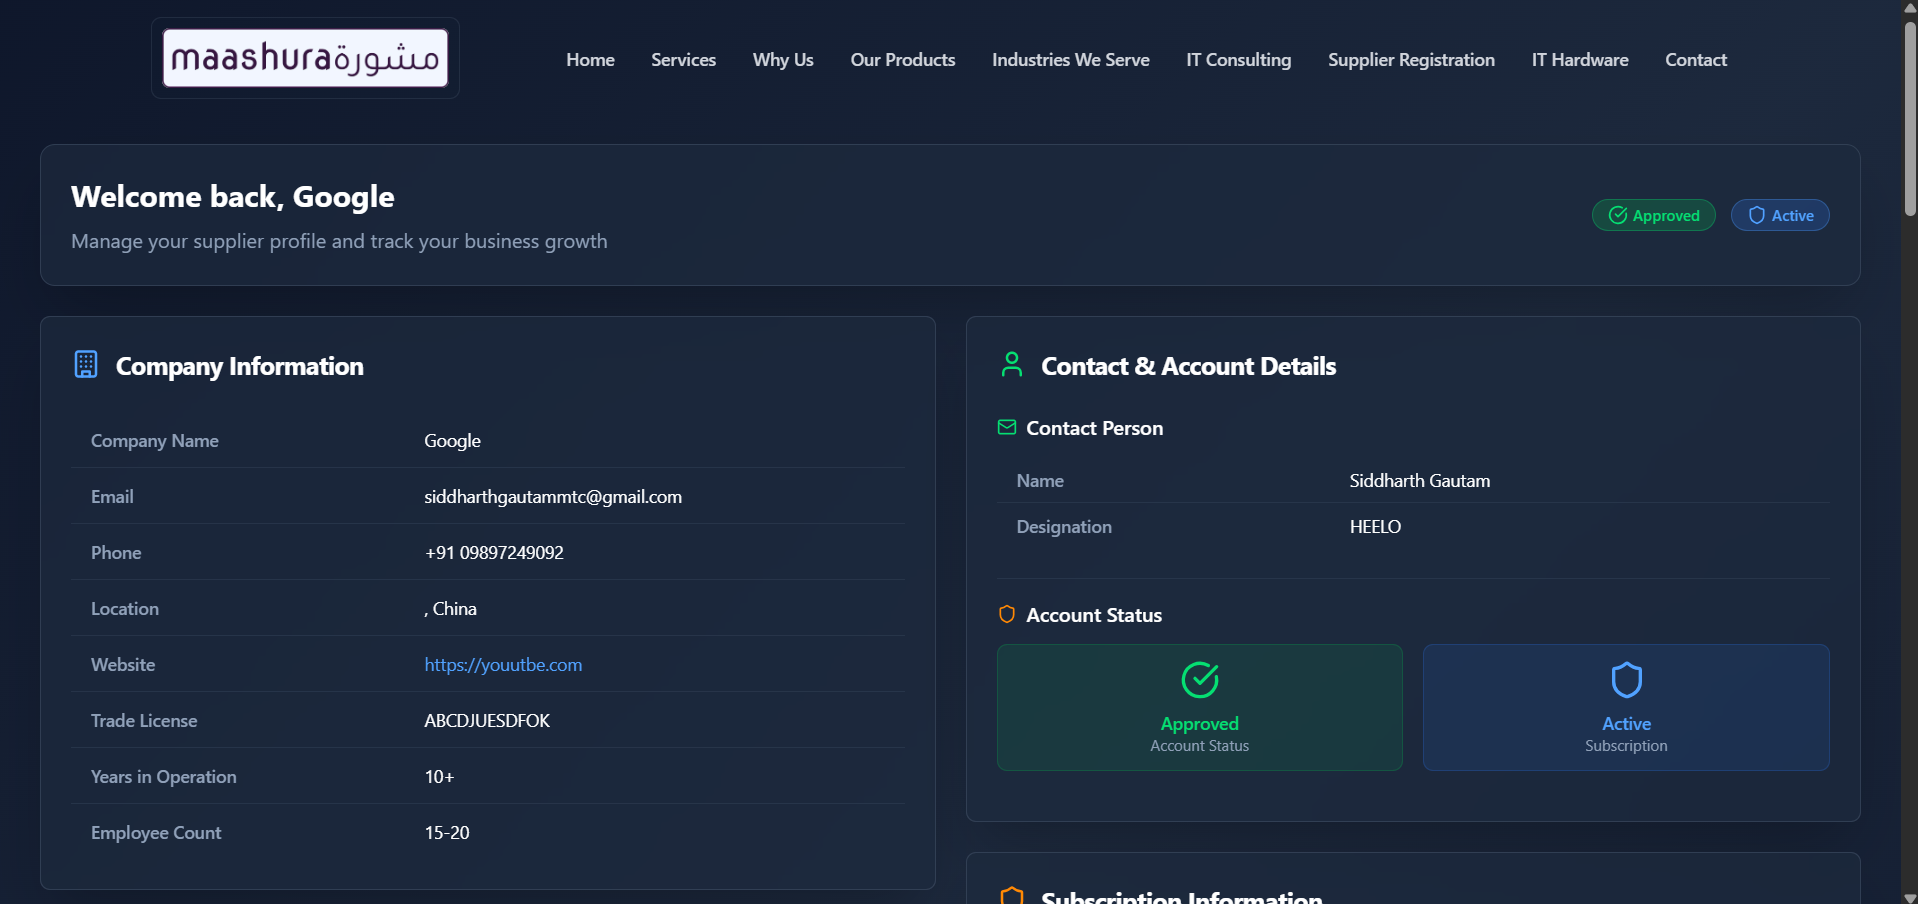 maashura مشورة
Home Services Why Us Our Products Industries We Serve IT Consulting Supplier Registration IT Hardware Contact
Welcome back, Google
Manage your supplier profile and track your business growth
Approved Active
Company Information
Company Name Google
Email siddharthgautammtc@gmail.com
Phone +91 09897249092
Location , China
Website https://youutbe.com
Trade License ABCDJUESDFOK
Years in Operation 10+
Employee Count 15-20
Contact & Account Details
Contact Person
Name Siddharth Gautam
Designation HEELO
Account Status
Approved
Account Status
Active
Subscription
Subscription Information